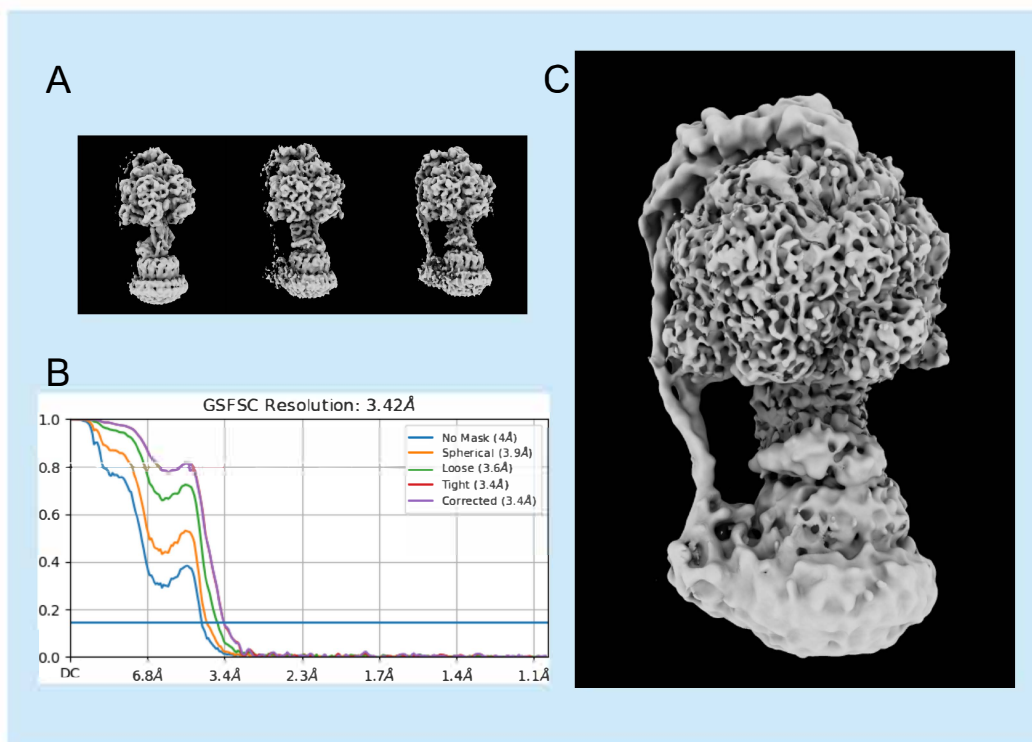 A
C
B
GSFSC Resolution: 3.42Å
1.0
0.8
0.6
0.4
0.2
0.0
No Mask (4Å)
Spherical (3.9Å)
Loose (3.6Å)
Tight (3.4Å)
Corrected (3.4Å)
DC
6.8Å
3.4Å
2.3Å
1.7Å
1.4Å
1.1Å